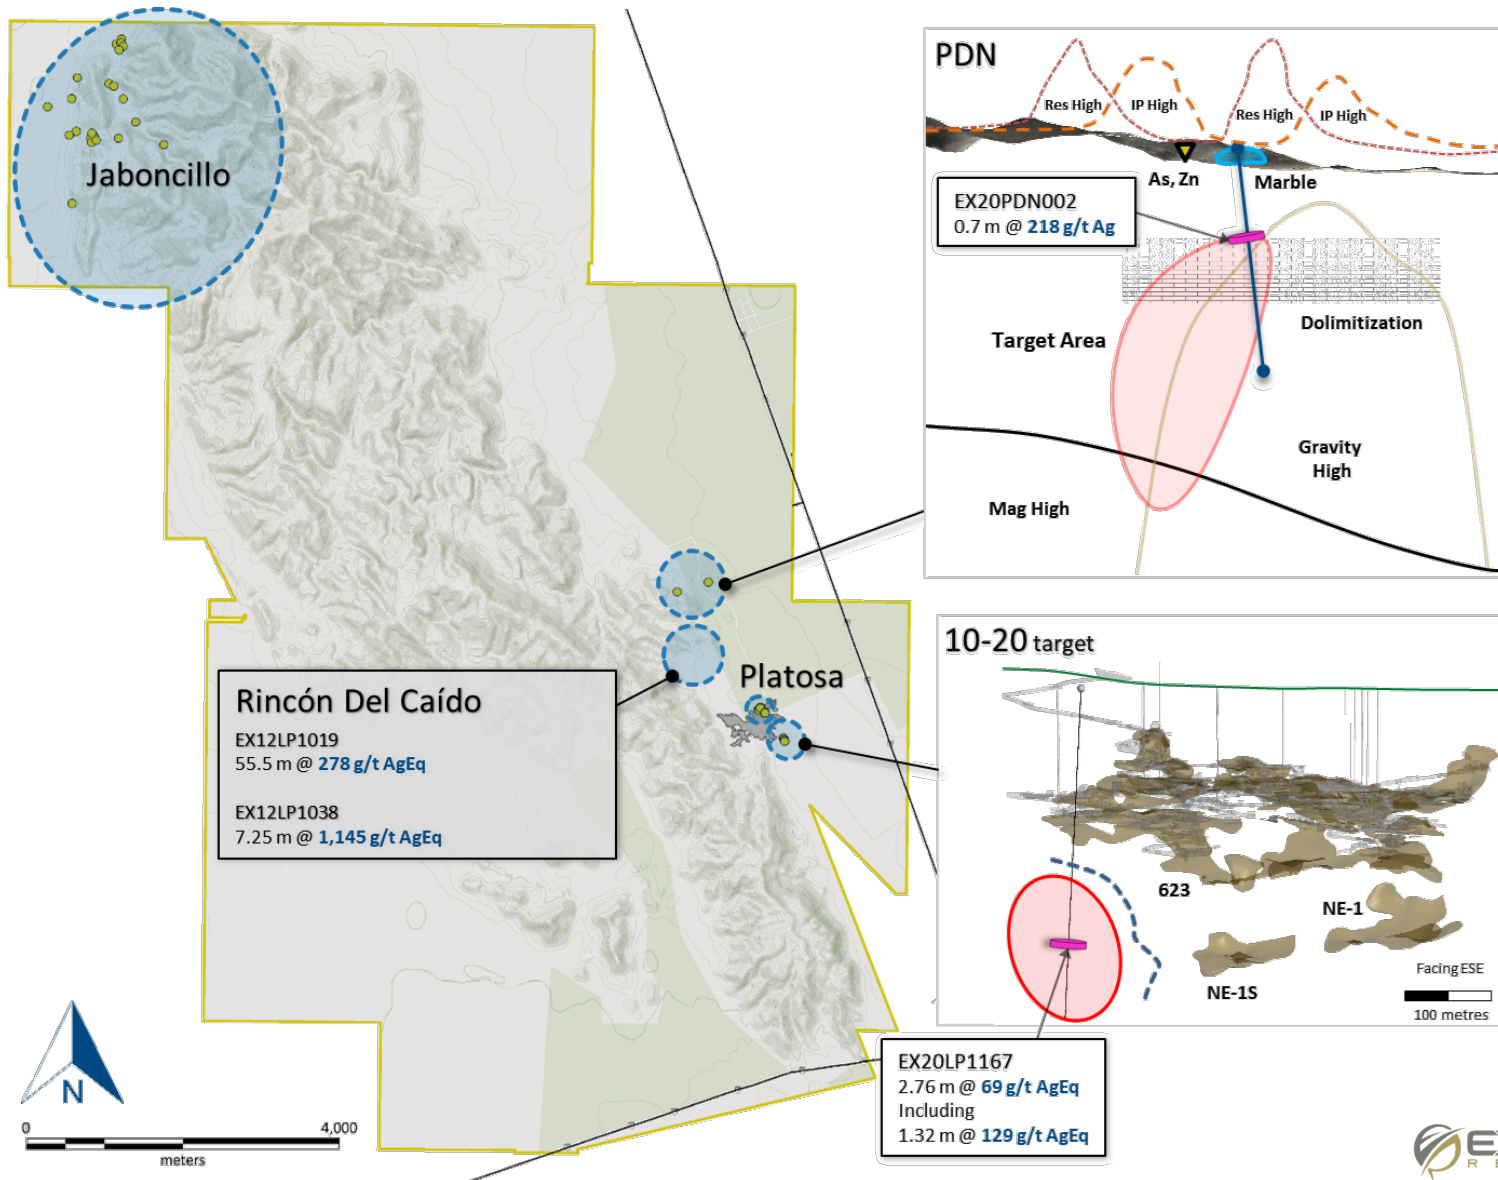 Jaboncillo
Rincón Del Caído
EX12LP1019
55.5 m @ 278 g/t AgEq
EX12LP1038
7.25 m @ 1,145 g/t AgEq
Platosa
N
0 4,000
meters
PDN
Res High IP High Res High IP High
As, Zn Marble
EX20PDN002
0.7 m @ 218 g/t Ag
Dolimitization
Target Area
Gravity
High
Mag High
10-20 target
623
NE-1
NE-1S
Facing ESE
100 metres
EX20LP1167
2.76 m @ 69 g/t AgEq
Including
1.32 m @ 129 g/t AgEq